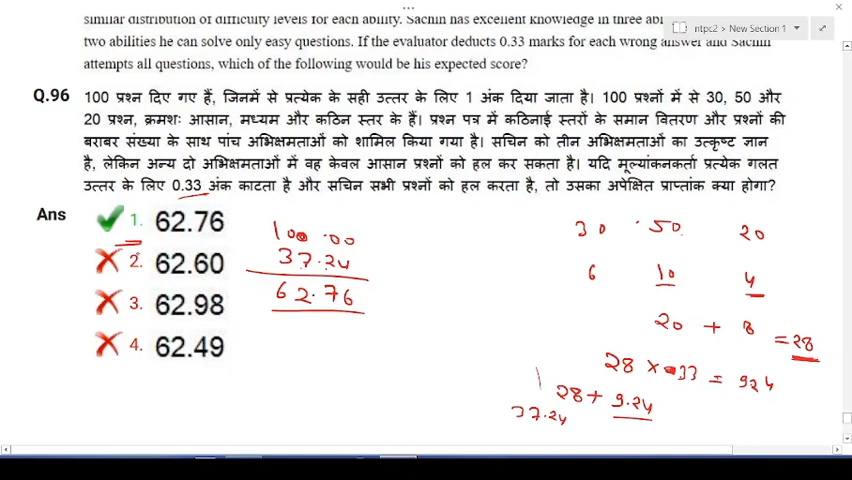 similar distribution of difficulty levels for each ability. Sachin has excellent knowledge in three
ntpc2 > New Section 1
two abilities he can solve only easy questions. If the evaluator deducts 0.33 marks for each wrong answer and Sachin
attempts all questions, which of the following would be his expected score?
Q.96 100 प्रश्न दिए गए हैं, जिनमें से प्रत्येक के सही उत्तर के लिए 1 अंक दिया जाता है। 100 प्रश्नों में से 30, 50 और
20 प्रश्न, क्रमशः आसान, मध्यम और कठिन स्तर के हैं। प्रश्न पत्र में कठिनाई स्तरों के समान वितरण और प्रश्नों की
बराबर संख्या के साथ पांच अभिक्षमताओं को शामिल किया गया है। सचिन को तीन अभिक्षमताओं का उत्कृष्ट ज्ञान
है, लेकिन अन्य दो अभिक्षमताओं में वह केवल आसान प्रश्नों को हल कर सकता है। यदि मूल्यांकनकर्ता प्रत्येक गलत
उत्तर के लिए 0.33 अंक काटता है और सचिन सभी प्रश्नों को हल करता है, तो उसका अपेक्षित प्राप्तांक क्या होगा?
Ans 1. 62.76
2. 62.60
3. 62.98
4. 62.49
100.00
37.24
62.76
30 50 20
6 10 4
20 + 8 = 28
28 × .33 = 924
28 + 9.24
37.24